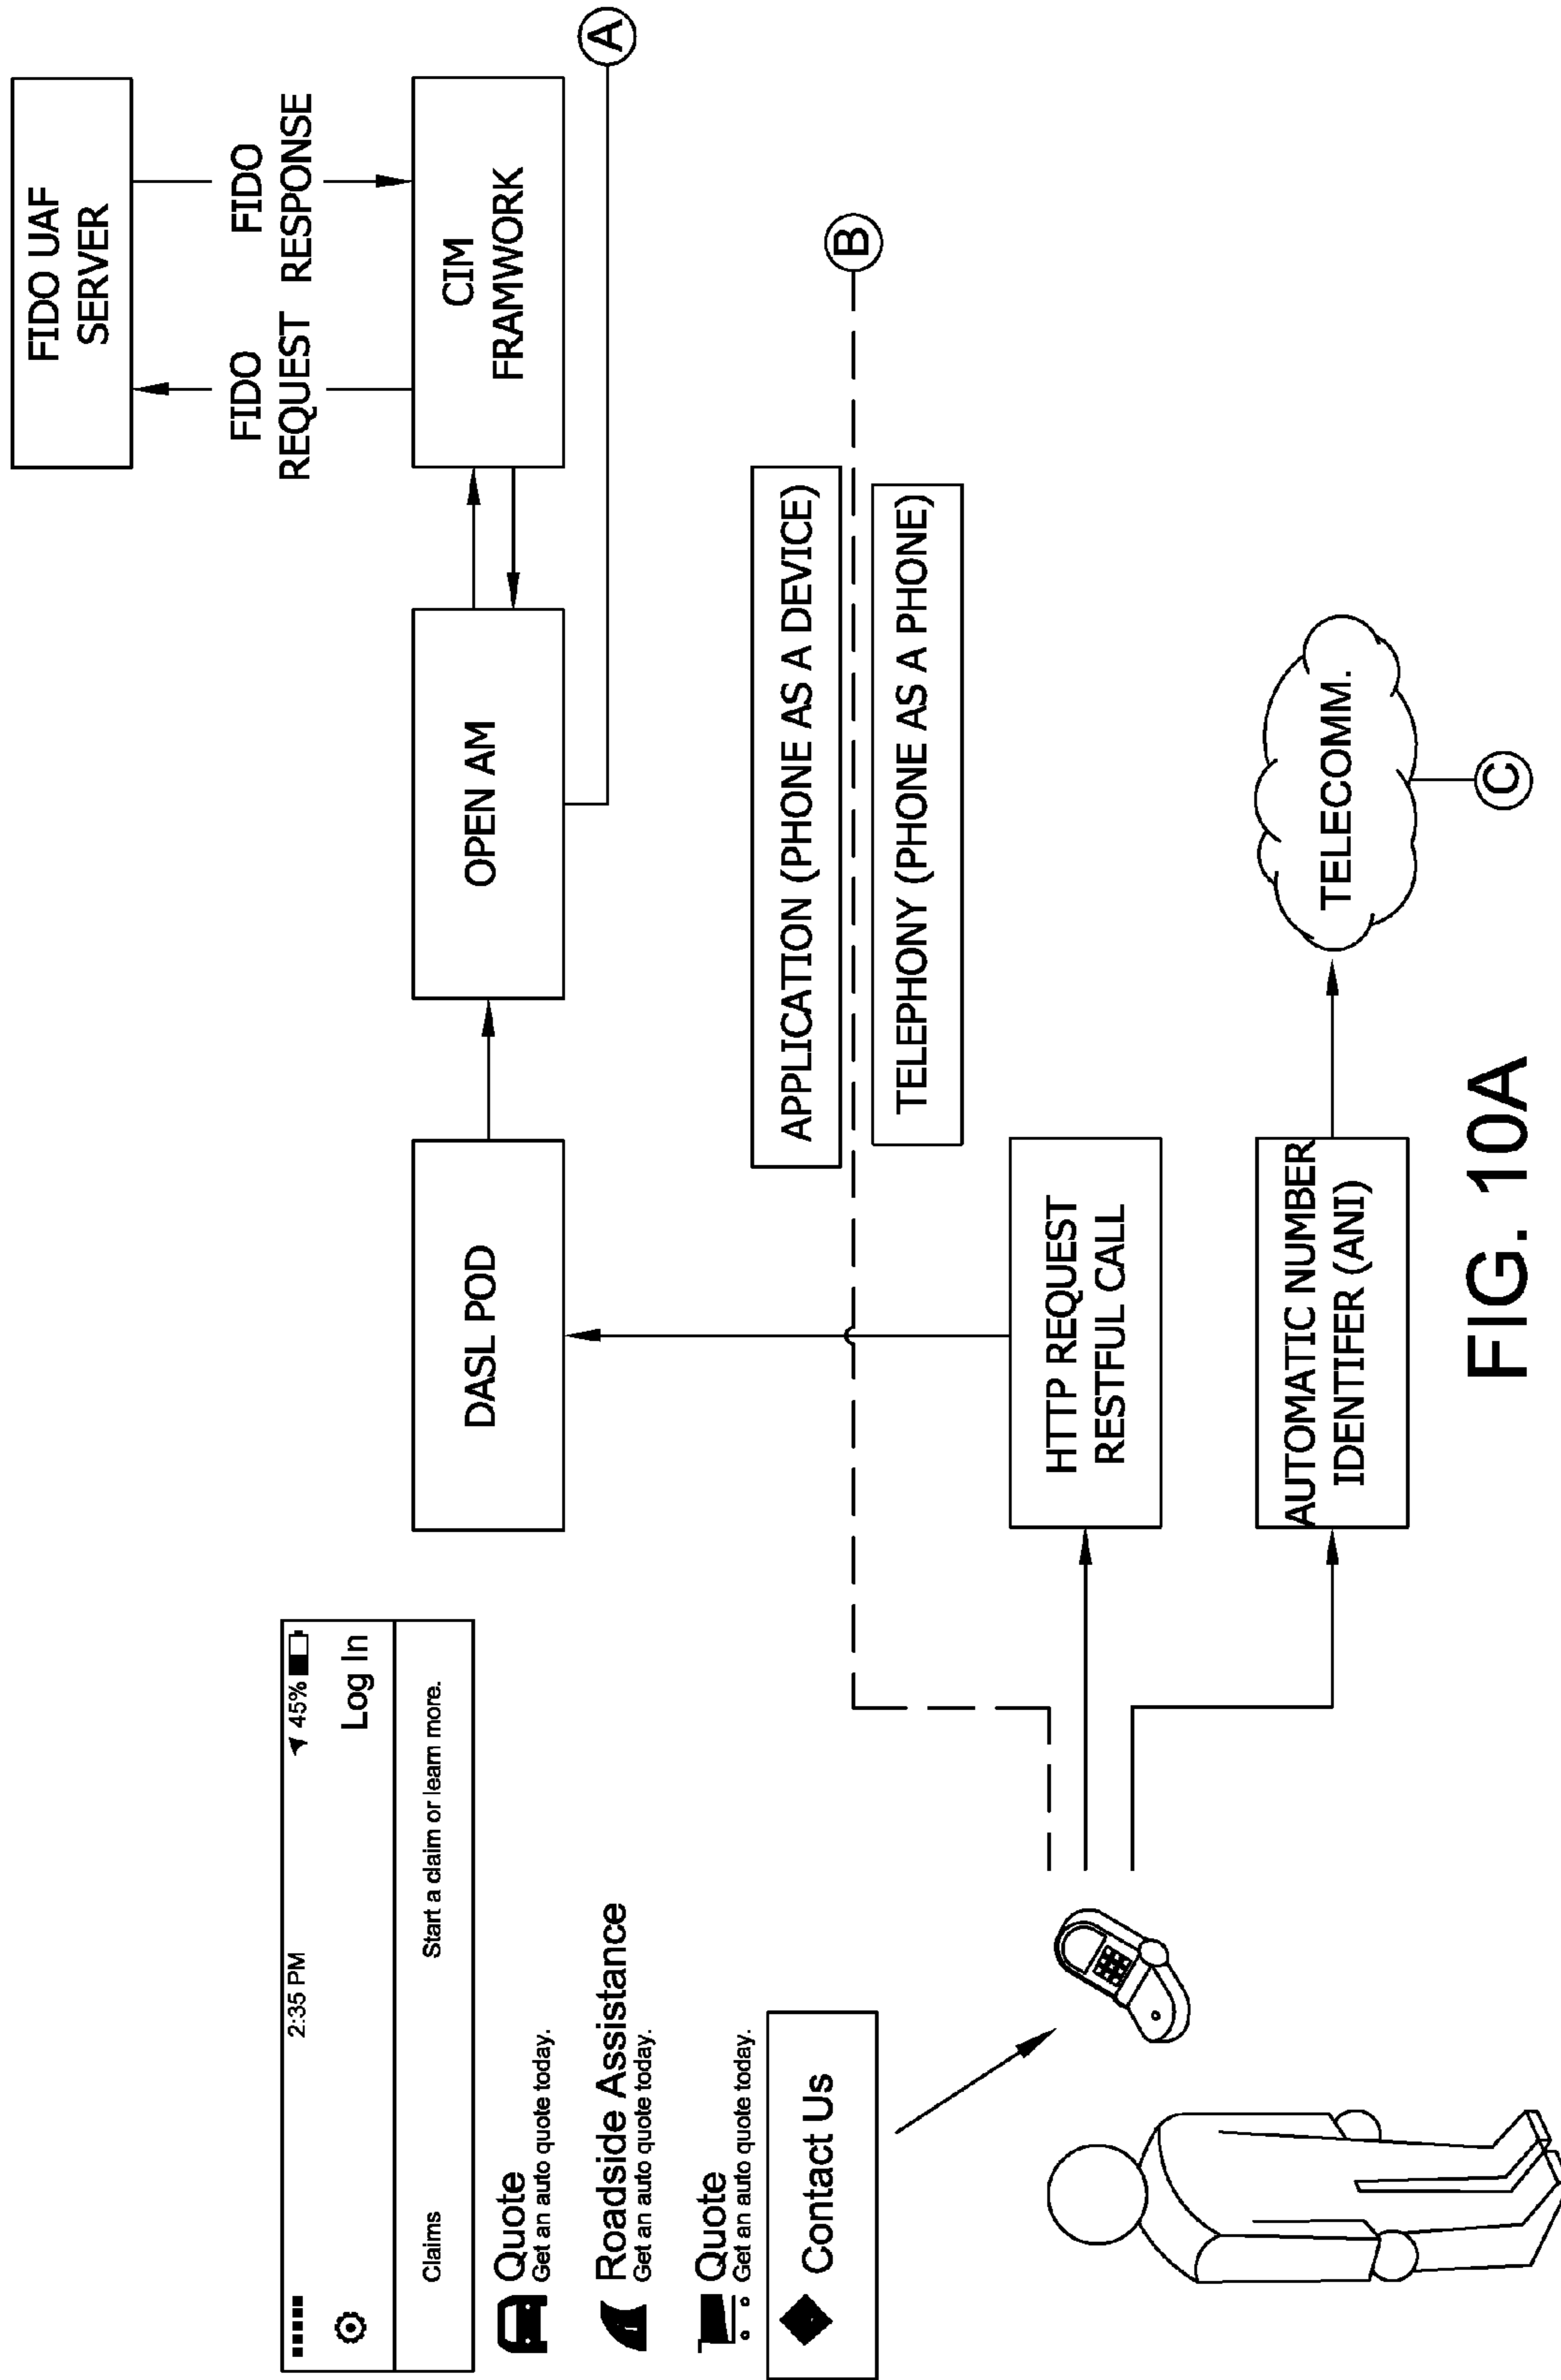 2:35 PM
45%
Log In
Claims
Start a claim or learn more.
Quote
Get an auto quote today.
Roadside Assistance
Get an auto quote today.
Quote
Get an auto quote today.
Contact Us
FIDO UAF
SERVER
FIDO
REQUEST
FIDO
RESPONSE
DASL POD
OPEN AM
CIM
FRAMWORK
A
APPLICATION (PHONE AS A DEVICE)
B
TELEPHONY (PHONE AS A PHONE)
HTTP REQUEST
RESTFUL CALL
AUTOMATIC NUMBER
IDENTIFER (ANI)
TELECOMM.
C
FIG. 10A